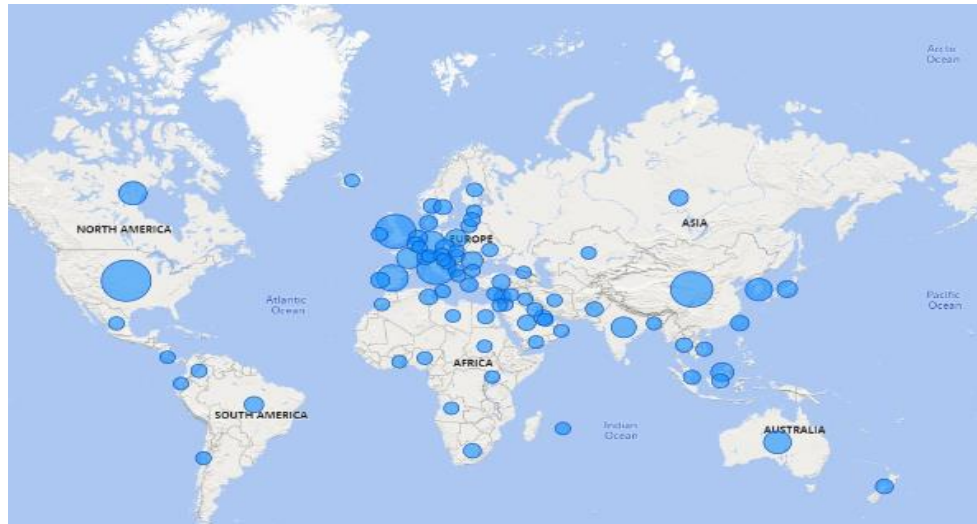 Arctic
Ocean
NORTH AMERICA
ASIA
EUROPE
Atlantic
Ocean
Pacific
Ocean
AFRICA
SOUTH AMERICA
Indian
Ocean
AUSTRALIA